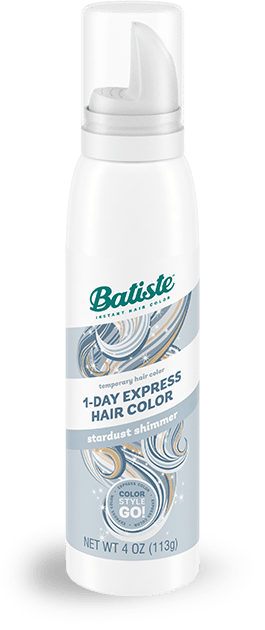 Batiste™
INSTANT HAIR COLOR
temporary hair color
1-DAY EXPRESS
HAIR COLOR
stardust shimmer
COLOR
STYLE
GO!
NET WT 4 OZ (113g)